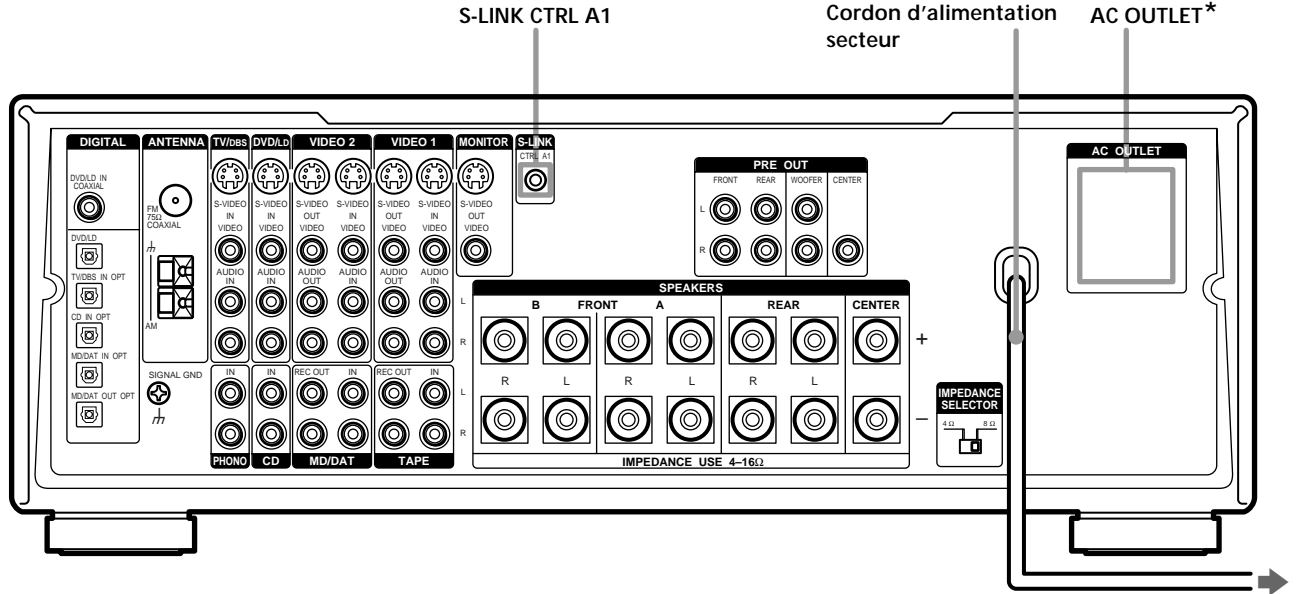 S-LINK CTRL A1
Cordon d'alimentation
secteur
AC OUTLET*
DIGITAL
DVD/LD IN
COAXIAL
DVD/LD
TV/DBS IN OPT
CD IN OPT
MD/DAT IN OPT
MD/DAT OUT OPT
ANTENNA
FM
75Ω
COAXIAL
AM
SIGNAL GND
TV/DBS DVD/LD VIDEO 2 VIDEO 1 MONITOR
S-VIDEO S-VIDEO S-VIDEO S-VIDEO S-VIDEO S-VIDEO S-VIDEO
IN IN OUT IN OUT IN OUT
VIDEO VIDEO VIDEO VIDEO VIDEO VIDEO VIDEO
AUDIO AUDIO AUDIO AUDIO AUDIO AUDIO
IN IN OUT IN OUT IN
L
R
IN IN REC OUT IN REC OUT IN
L
R
PHONO CD MD/DAT TAPE
S-LINK
CTRL A1
PRE OUT
FRONT REAR WOOFER CENTER
L
R
SPEAKERS
B FRONT A REAR CENTER
+
R L R L R L
–
IMPEDANCE USE 4–16Ω
IMPEDANCE
SELECTOR
4Ω 8Ω
AC OUTLET